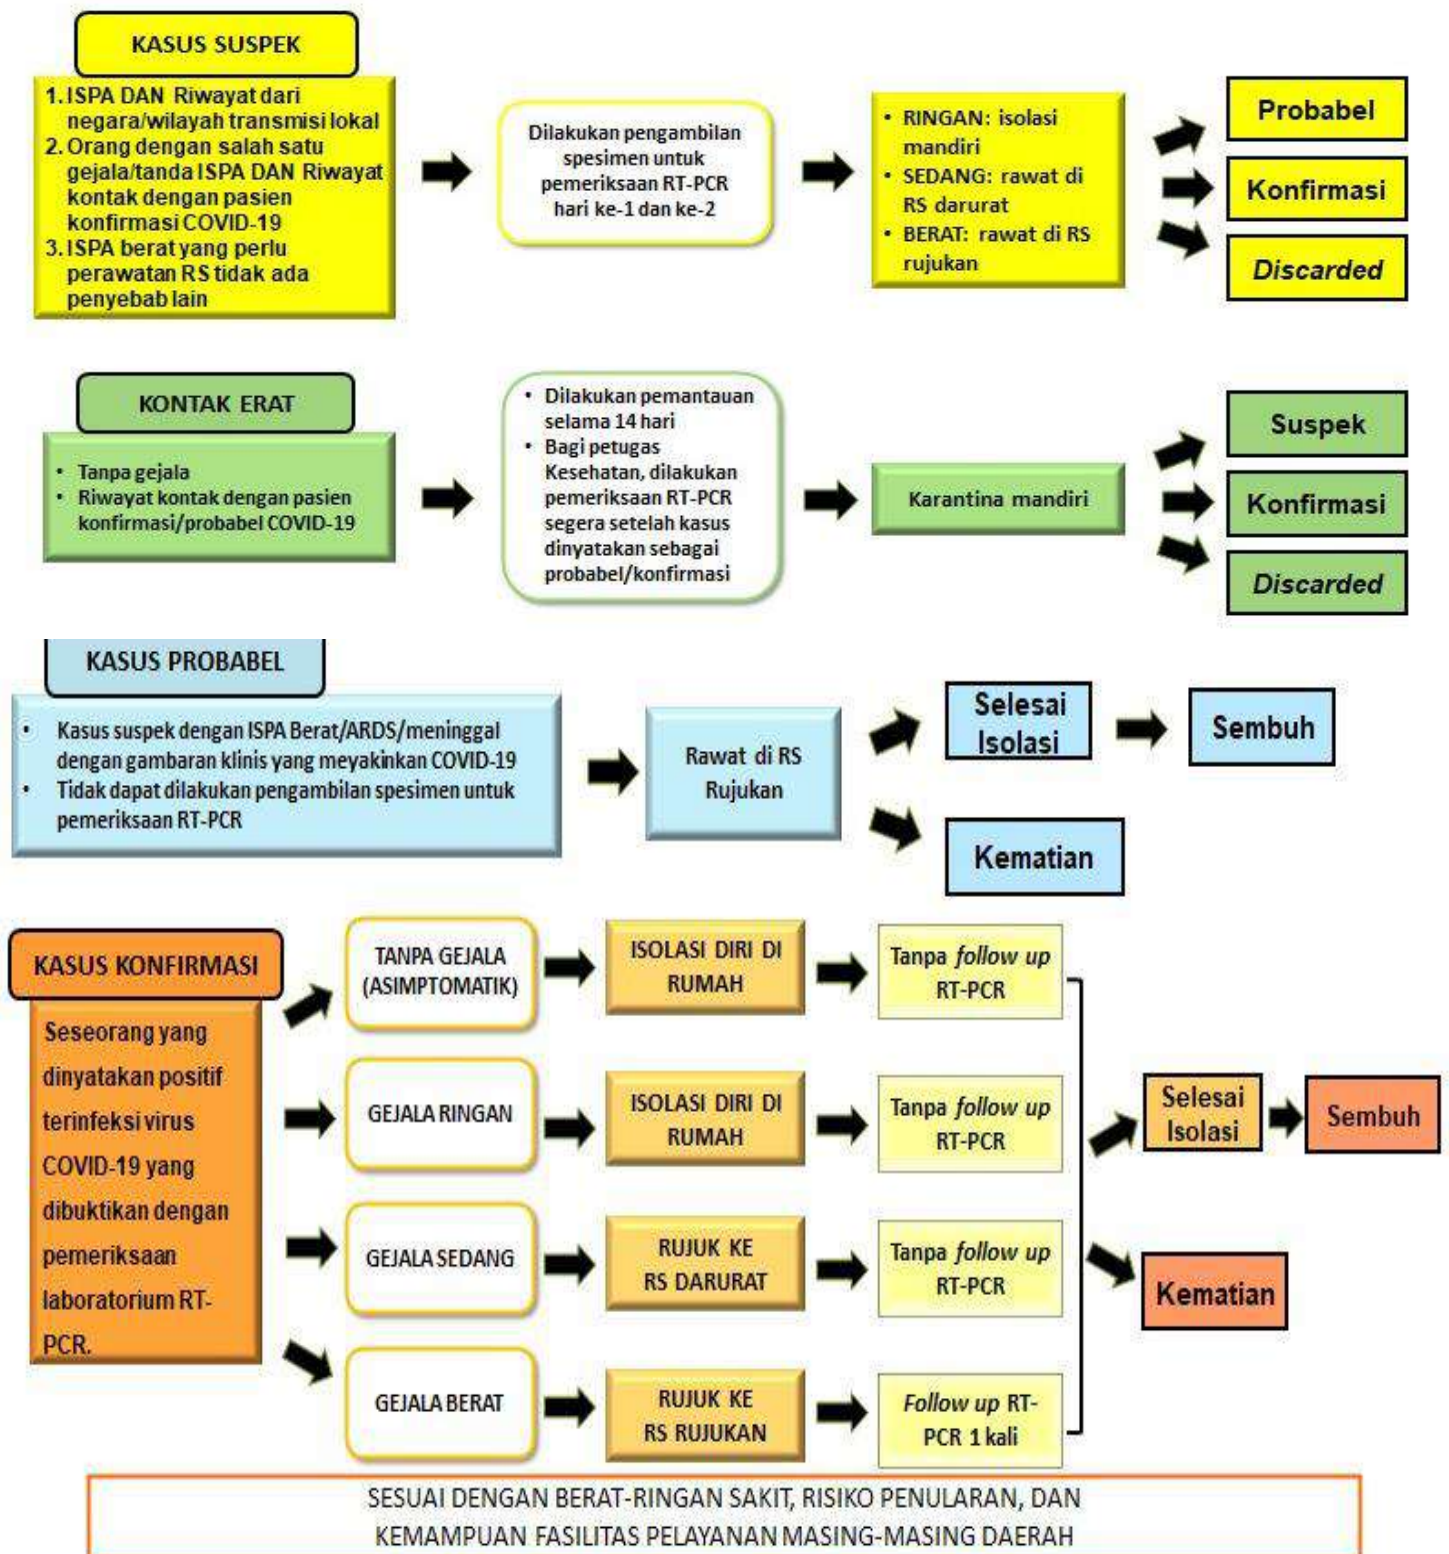 KASUS SUSPEK
1. ISPA DAN Riwayat dari
negara/wilayah transmisi lokal
2. Orang dengan salah satu
gejala/tanda ISPA DAN Riwayat
kontak dengan pasien
konfirmasi COVID-19
3. ISPA berat yang perlu
perawatan RS tidak ada
penyebab lain
Dilakukan pengambilan
spesimen untuk
pemeriksaan RT-PCR
hari ke-1 dan ke-2
• RINGAN: isolasi
mandiri
• SEDANG: rawat di
RS darurat
• BERAT: rawat di RS
rujukan
Probabel
Konfirmasi
Discarded
KONTAK ERAT
• Tanpa gejala
• Riwayat kontak dengan pasien
konfirmasi/probabel COVID-19
• Dilakukan pemantauan
selama 14 hari
• Bagi petugas
Kesehatan, dilakukan
pemeriksaan RT-PCR
segera setelah kasus
dinyatakan sebagai
probabel/konfirmasi
Karantina mandiri
Suspek
Konfirmasi
Discarded
KASUS PROBABEL
• Kasus suspek dengan ISPA Berat/ARDS/meninggal
dengan gambaran klinis yang meyakinkan COVID-19
• Tidak dapat dilakukan pengambilan spesimen untuk
pemeriksaan RT-PCR
Rawat di RS
Rujukan
Selesai
Isolasi
Sembuh
Kematian
KASUS KONFIRMASI
Seseorang yang
dinyatakan positif
terinfeksi virus
COVID-19 yang
dibuktikan dengan
pemeriksaan
laboratorium RT-
PCR.
TANPA GEJALA
(ASIMPTOMATIK)
ISOLASI DIRI DI
RUMAH
Tanpa follow up
RT-PCR
GEJALA RINGAN
ISOLASI DIRI DI
RUMAH
Tanpa follow up
RT-PCR
GEJALA SEDANG
RUJUK KE
RS DARURAT
Tanpa follow up
RT-PCR
GEJALA BERAT
RUJUK KE
RS RUJUKAN
Follow up RT-
PCR 1 kali
Selesai
Isolasi
Sembuh
Kematian
SESUAI DENGAN BERAT-RINGAN SAKIT, RISIKO PENULARAN, DAN
KEMAMPUAN FASILITAS PELAYANAN MASING-MASING DAERAH